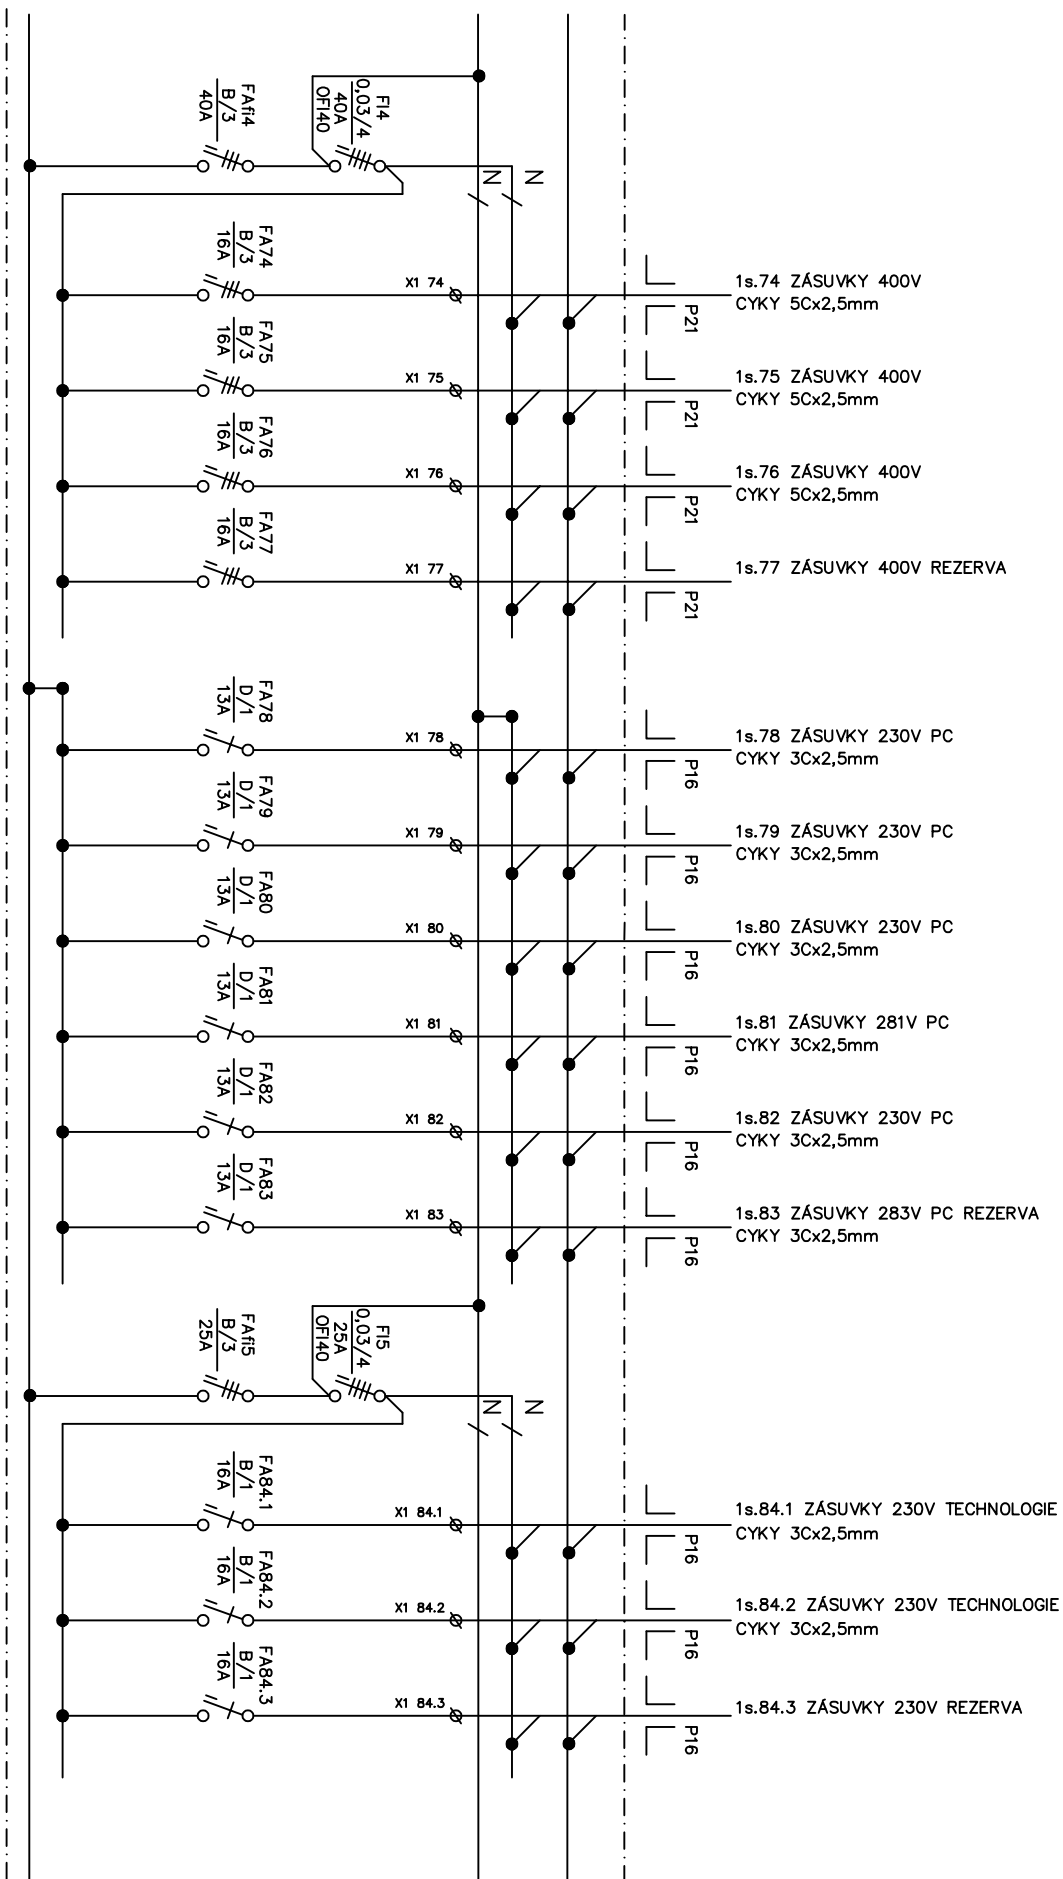 FAfi4
B/3
40A
FI4
0,03/4
40A
OFI40
N
N
FA74
B/3
16A
X1 74
P21
1s.74 ZÁSUVKY 400V
CYKY 5Cx2,5mm
FA75
B/3
16A
X1 75
P21
1s.75 ZÁSUVKY 400V
CYKY 5Cx2,5mm
FA76
B/3
16A
X1 76
P21
1s.76 ZÁSUVKY 400V
CYKY 5Cx2,5mm
FA77
B/3
16A
X1 77
P21
1s.77 ZÁSUVKY 400V REZERVA
FA78
D/1
13A
X1 78
P16
1s.78 ZÁSUVKY 230V PC
CYKY 3Cx2,5mm
FA79
D/1
13A
X1 79
P16
1s.79 ZÁSUVKY 230V PC
CYKY 3Cx2,5mm
FA80
D/1
13A
X1 80
P16
1s.80 ZÁSUVKY 230V PC
CYKY 3Cx2,5mm
FA81
D/1
13A
X1 81
P16
1s.81 ZÁSUVKY 281V PC
CYKY 3Cx2,5mm
FA82
D/1
13A
X1 82
P16
1s.82 ZÁSUVKY 230V PC
CYKY 3Cx2,5mm
FA83
D/1
13A
X1 83
P16
1s.83 ZÁSUVKY 283V PC REZERVA
CYKY 3Cx2,5mm
FAfi5
B/3
25A
FI5
0,03/4
25A
OFI40
N
N
FA84.1
B/1
16A
X1 84.1
P16
1s.84.1 ZÁSUVKY 230V TECHNOLOGIE
CYKY 3Cx2,5mm
FA84.2
B/1
16A
X1 84.2
P16
1s.84.2 ZÁSUVKY 230V TECHNOLOGIE
CYKY 3Cx2,5mm
FA84.3
B/1
16A
X1 84.3
P16
1s.84.3 ZÁSUVKY 230V REZERVA